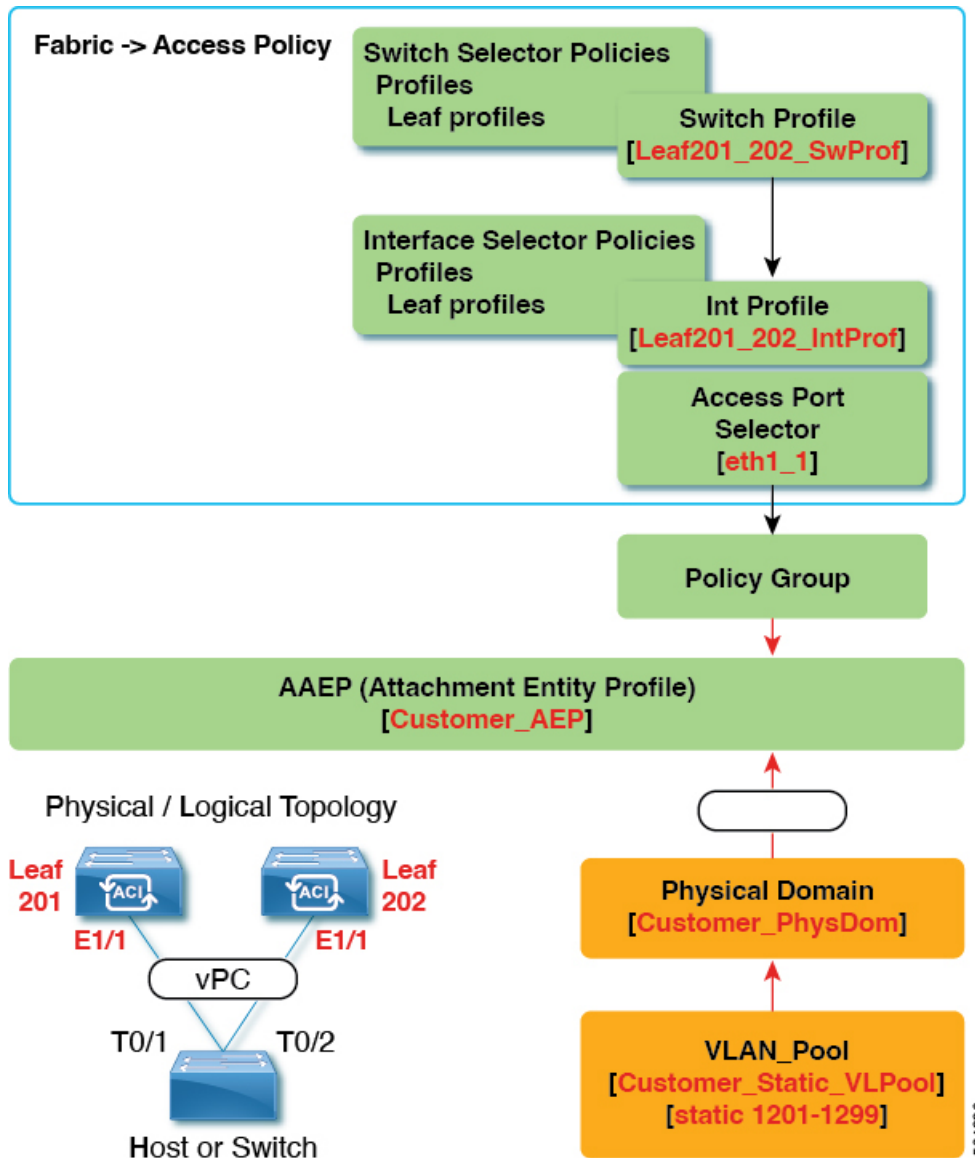 Fabric -> Access Policy
Switch Selector Policies
Profiles
Leaf profiles
Switch Profile
[Leaf201_202_SwProf]
Interface Selector Policies
Profiles
Leaf profiles
Int Profile
[Leaf201_202_IntProf]
Access Port
Selector
[eth1_1]
Policy Group
AAEP (Attachment Entity Profile)
[Customer_AEP]
Physical / Logical Topology
Leaf
201
ACI
ACI
Leaf
202
E1/1
E1/1
vPC
T0/1
T0/2
Host or Switch
Physical Domain
[Customer_PhysDom]
VLAN_Pool
[Customer_Static_VLPool]
[static 1201-1299]